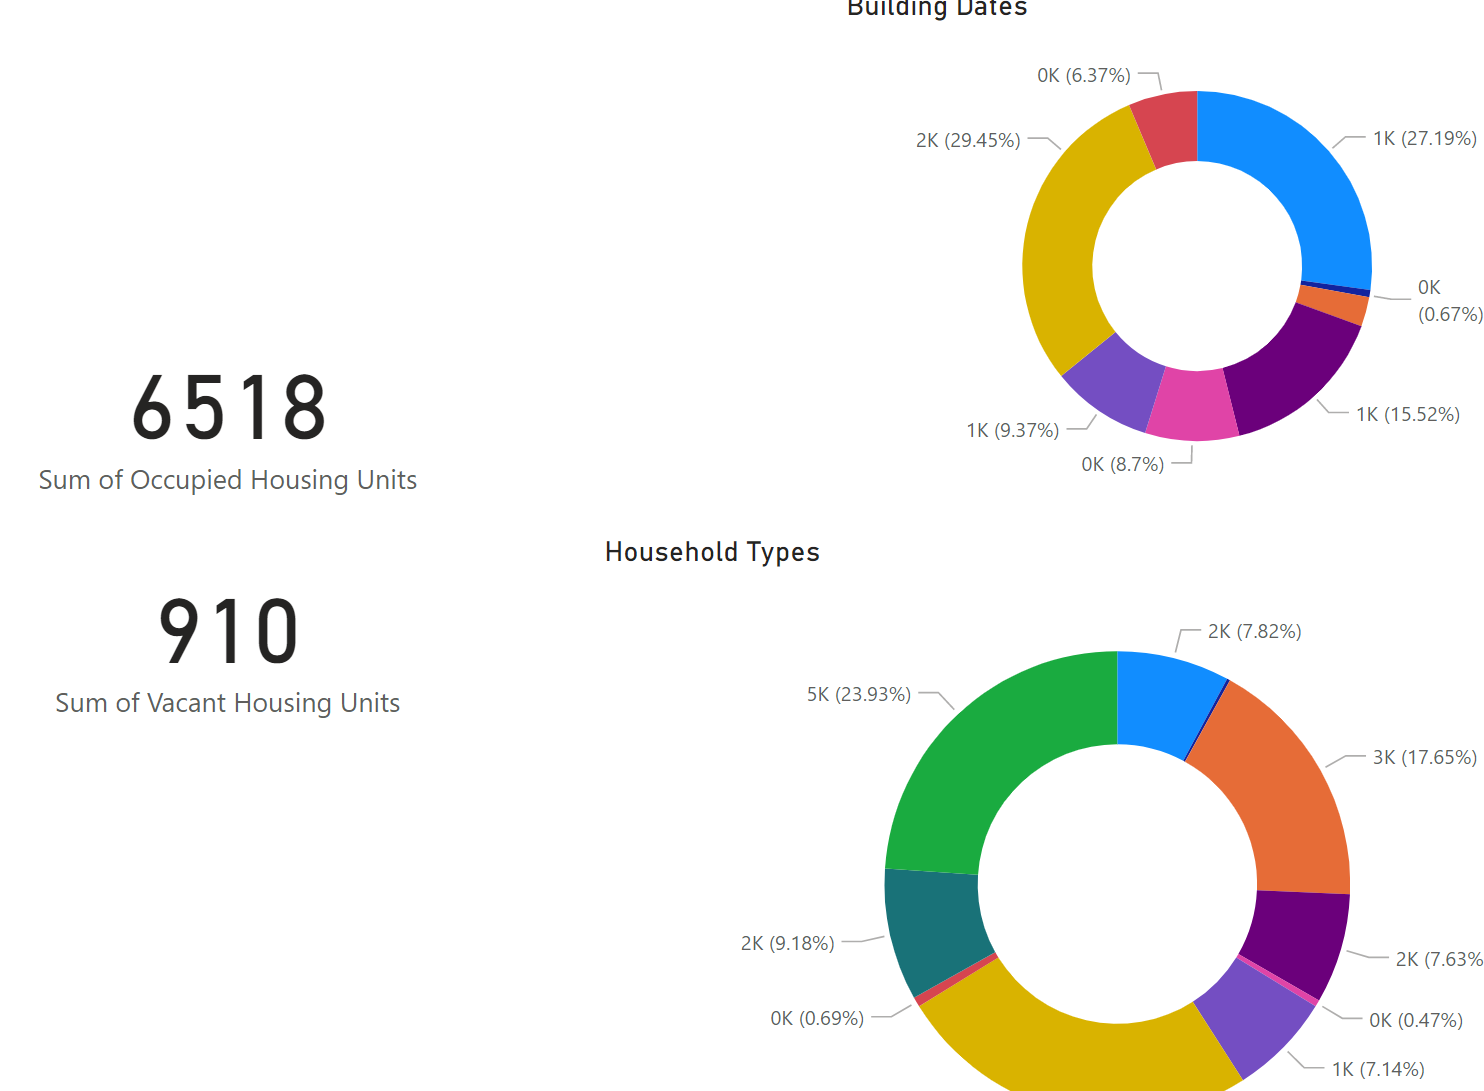 Building Dates
0K (6.37%)
2K (29.45%)
1K (27.19%)
0K
(0.67%)
1K (15.52%)
1K (9.37%)
0K (8.7%)
6518
Sum of Occupied Housing Units
910
Sum of Vacant Housing Units
Household Types
2K (7.82%)
5K (23.93%)
3K (17.65%)
2K (9.18%)
2K (7.63%
0K (0.69%)
0K (0.47%)
1K (7.14%)